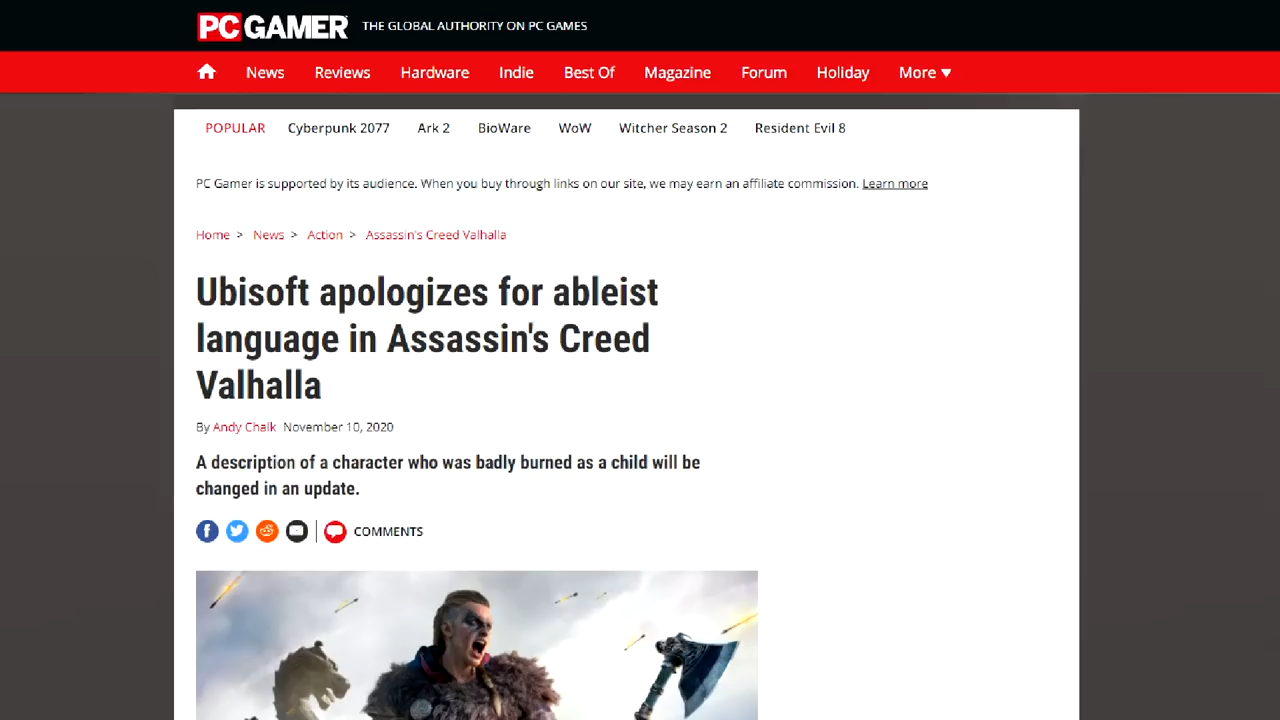 PC GAMER THE GLOBAL AUTHORITY ON PC GAMES
News Reviews Hardware Indie Best Of Magazine Forum Holiday More
POPULAR Cyberpunk 2077 Ark 2 BioWare WoW Witcher Season 2 Resident Evil 8
PC Gamer is supported by its audience. When you buy through links on our site, we may earn an affiliate commission. Learn more
Home > News > Action > Assassin's Creed Valhalla
Ubisoft apologizes for ableist
language in Assassin's Creed
Valhalla
By Andy Chalk November 10, 2020
A description of a character who was badly burned as a child will be
changed in an update.
COMMENTS